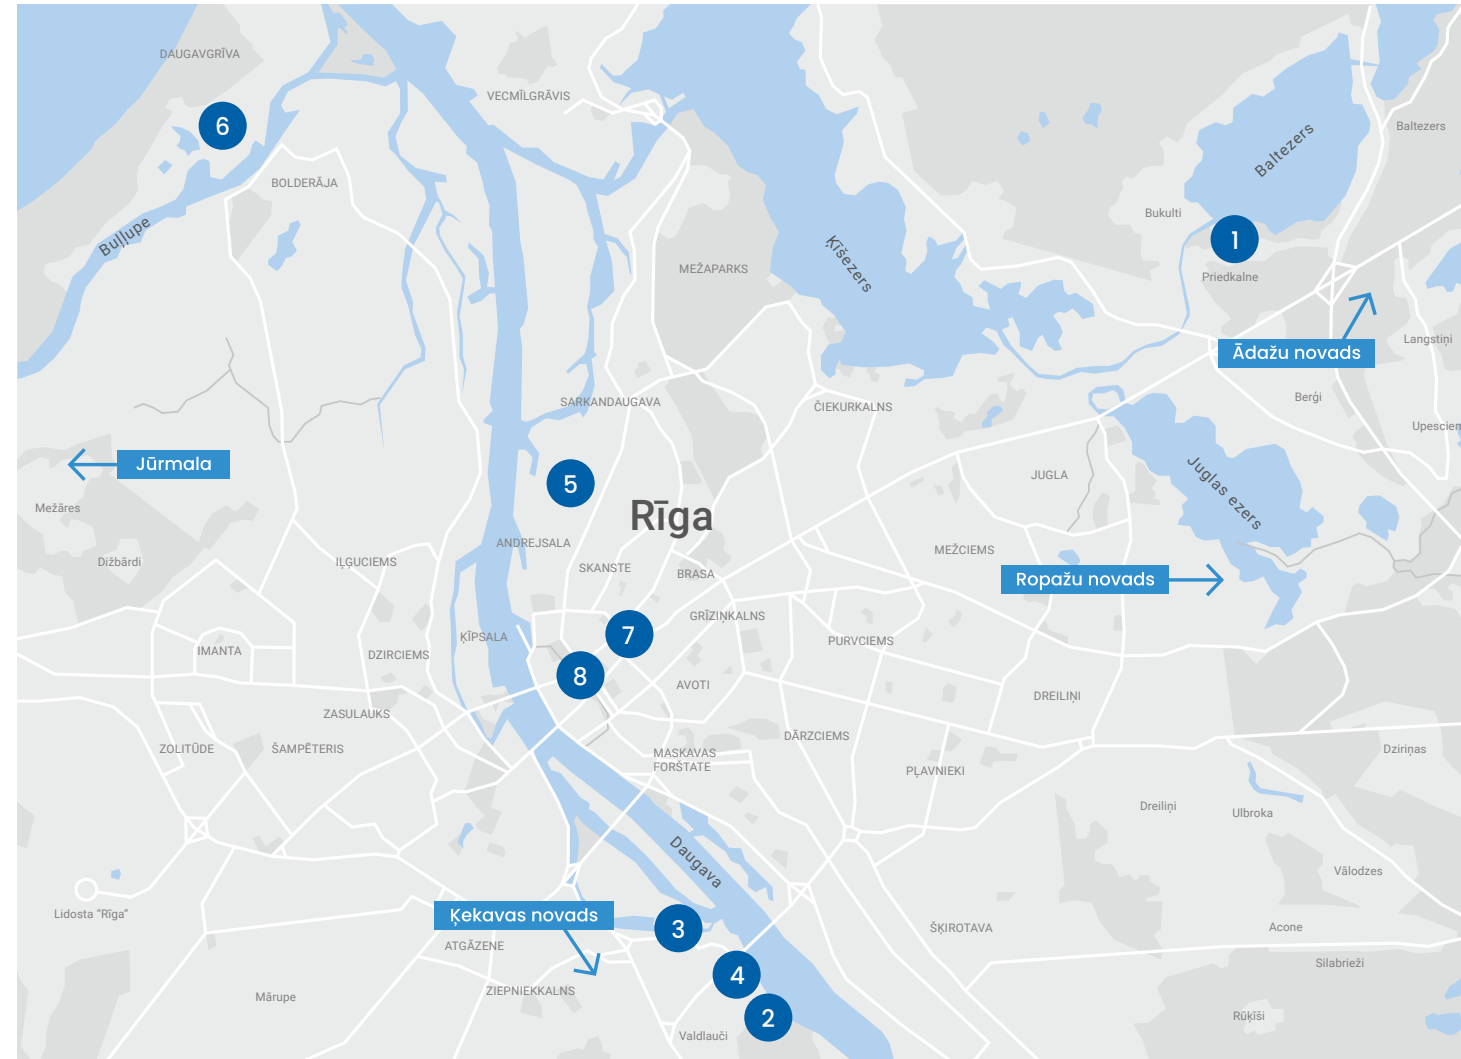 DAUGAVGRĪVA
VECMĪLGRĀVIS
6
Baltezers
Baltezers
BOLDERĀJA
Bukulti
Buļļupe
1
Ķīšezers
MEŽAPARKS
Priedkalne
Langstiņi
Ādažu novads
SARKANDAUGAVA
ČIEKURKALNS
Berģi
Upescien
Jūrmala
5
JUGLA
Juglas ezers
Mežāres
Rīga
ANDREJSALA
MEŽCIEMS
Dižbārdi
IĻĢUCIEMS
SKANSTE
BRASA
Ropažu novads
GRĪZIŅKALNS
ĶĪPSALA
7
PURVCIEMS
IMANTA
DZIRCIEMS
8
AVOTI
DREILIŅI
ZASULAUKS
ZOLITŪDE
ŠAMPĒTERIS
DĀRZCIEMS
MASKAVAS
FORŠTATE
Dziriņas
PĻAVNIEKI
Dreiliņi
Ulbroka
Daugava
Vālodzes
Lidosta "Rīga"
Ķekavas novads
3
ŠĶIROTAVA
Acone
ATGĀZENE
Silabrieži
4
Mārupe
ZIEPNIEKKALNS
2
Rūķīši
Valdlauči